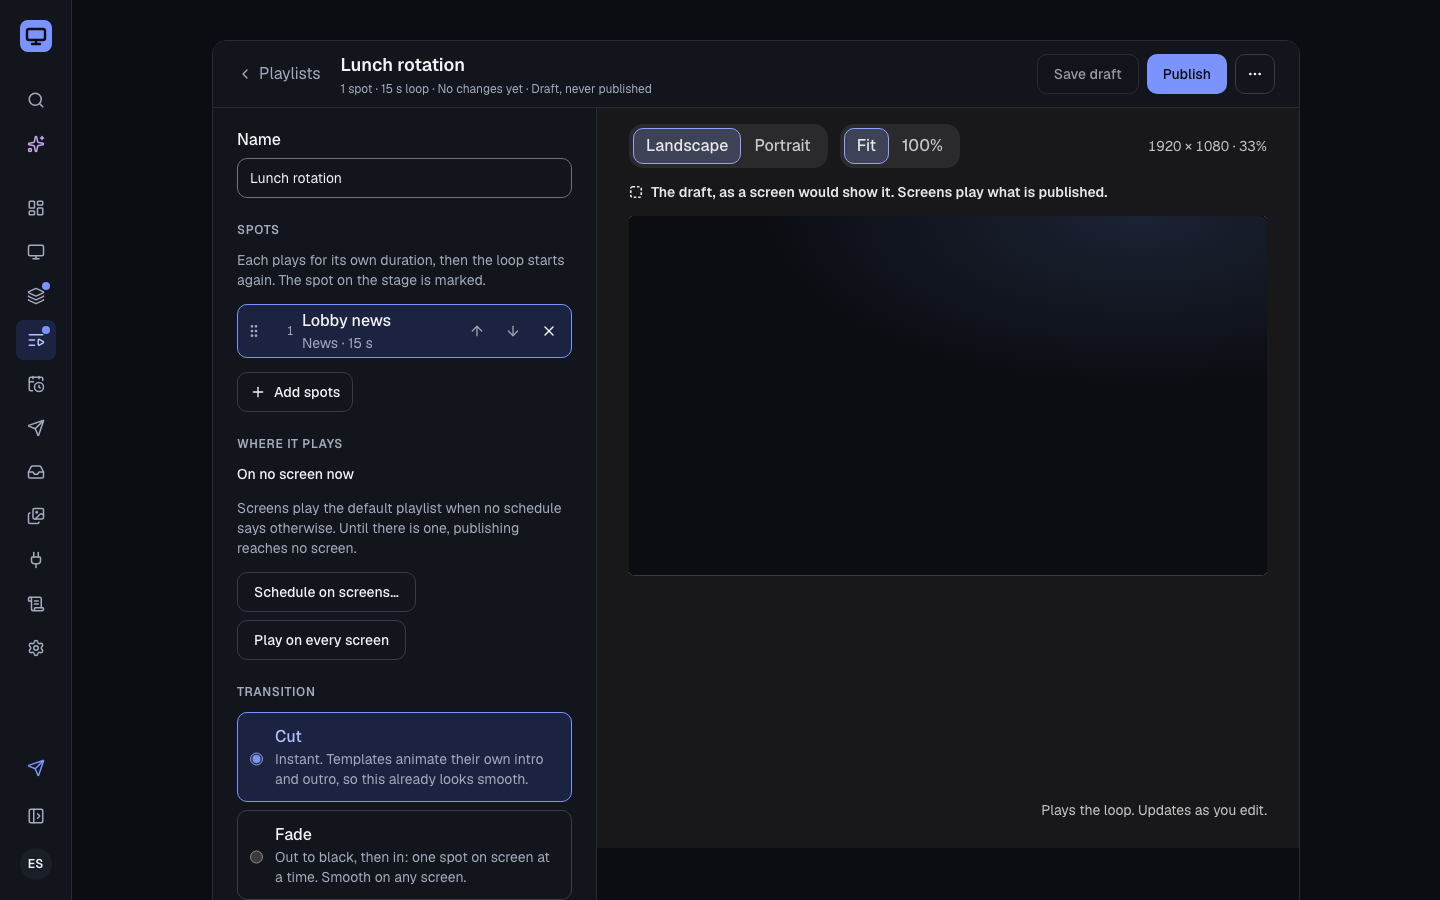 Playlists
Lunch rotation
1 spot · 15 s loop · No changes yet · Draft, never published
Save draft
Publish
Name
Lunch rotation
SPOTS
Each plays for its own duration, then the loop starts
again. The spot on the stage is marked.
1
Lobby news
News · 15 s
Add spots
WHERE IT PLAYS
On no screen now
Screens play the default playlist when no schedule
says otherwise. Until there is one, publishing
reaches no screen.
Schedule on screens...
Play on every screen
TRANSITION
Cut
Instant. Templates animate their own intro
and outro, so this already looks smooth.
Fade
Out to black, then in: one spot on screen at
a time. Smooth on any screen.
Landscape
Portrait
Fit
100%
1920 × 1080 · 33%
The draft, as a screen would show it. Screens play what is published.
Plays the loop. Updates as you edit.
ES